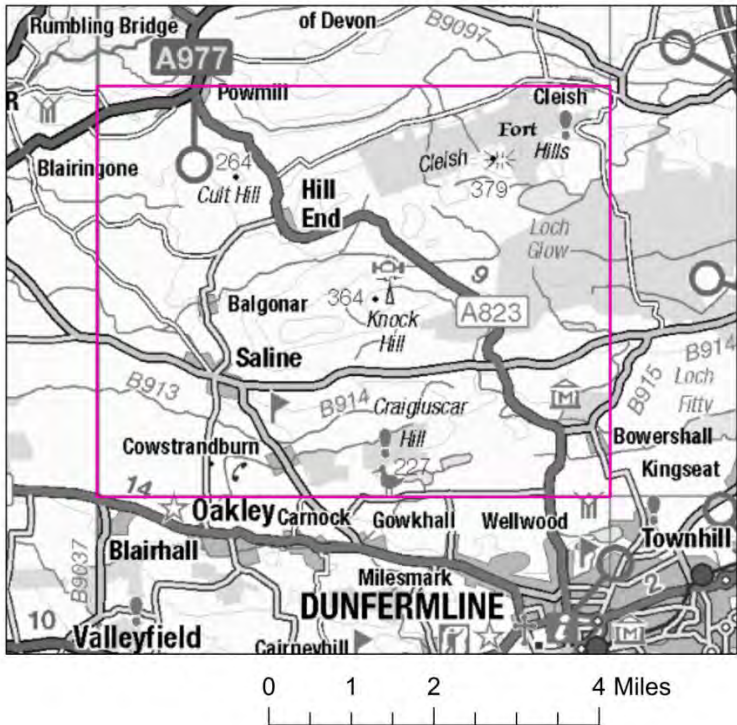 Rumbling Bridge
of Devon
B9097
A977
R
Powmill
Cleish
Fort
Blairingone
264
Cult Hill
Cleish
Hills
379
Hill
End
Loch
Glow
9
Balgonar
364
Knock
Hill
A823
Saline
B914
B913
B914
B915
Loch
Fitty
Craigluscar
Hill
M
Cowstrandburn
227
Bowershall
Kingseat
14
Oakley
Carnock
Gowkhall
Wellwood
Blairhall
Townhill
B9037
Milesmark
2
10
DUNFERMLINE
Valleyfield
Cairneyhill
i
M
0 1 2 4 Miles